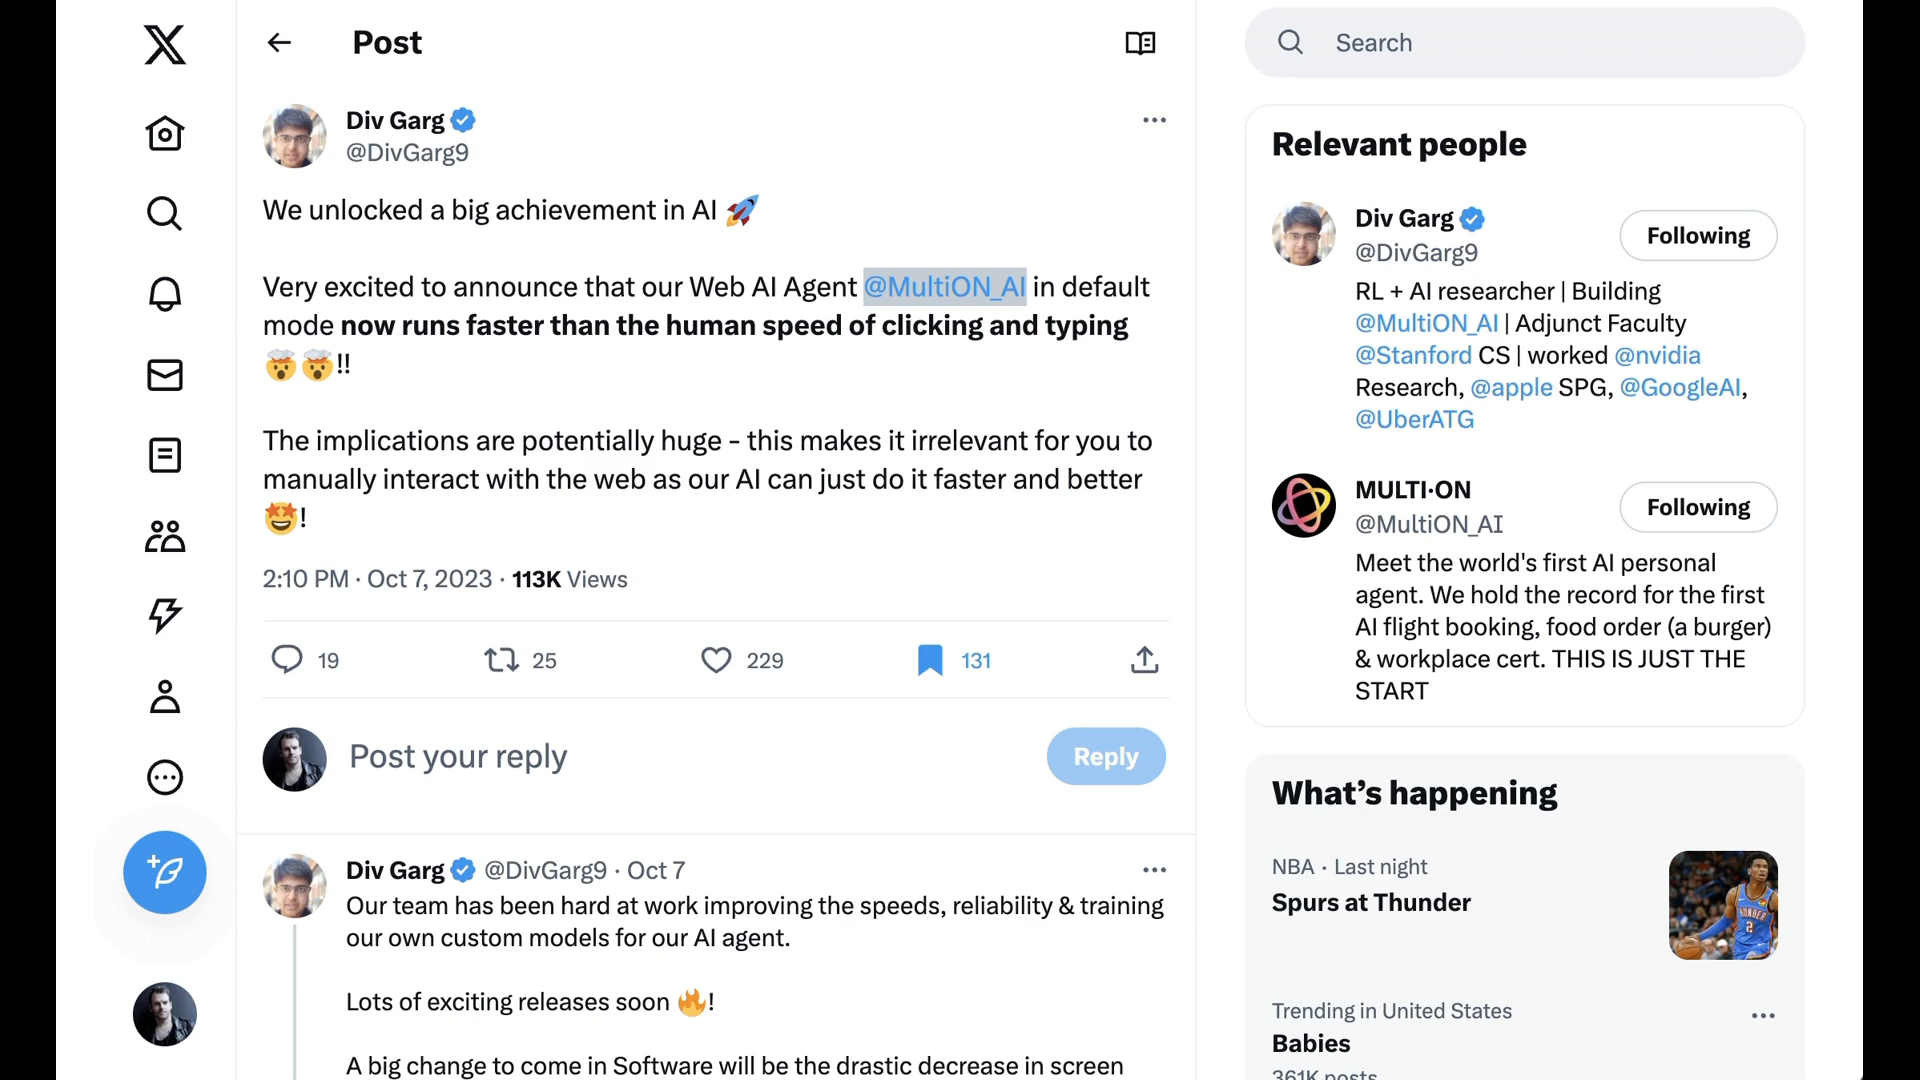 Post
Div Garg
@DivGarg9
We unlocked a big achievement in AI 🚀
Very excited to announce that our Web AI Agent @MultiON_AI in default
mode now runs faster than the human speed of clicking and typing
🤯🤯!!
The implications are potentially huge - this makes it irrelevant for you to
manually interact with the web as our AI can just do it faster and better
🤩!
2:10 PM · Oct 7, 2023 · 113K Views
19 25 229 131
Post your reply
Reply
Div Garg @DivGarg9 · Oct 7
Our team has been hard at work improving the speeds, reliability & training
our own custom models for our AI agent.
Lots of exciting releases soon 🔥!
A big change to come in Software will be the drastic decrease in screen
Search
Relevant people
Div Garg
@DivGarg9
Following
RL + AI researcher | Building
@MultiON_AI | Adjunct Faculty
@Stanford CS | worked @nvidia
Research, @apple SPG, @GoogleAI,
@UberATG
MULTI·ON
@MultiON_AI
Following
Meet the world's first AI personal
agent. We hold the record for the first
AI flight booking, food order (a burger)
& workplace cert. THIS IS JUST THE
START
What's happening
NBA · Last night
Spurs at Thunder
Trending in United States
Babies
361K posts